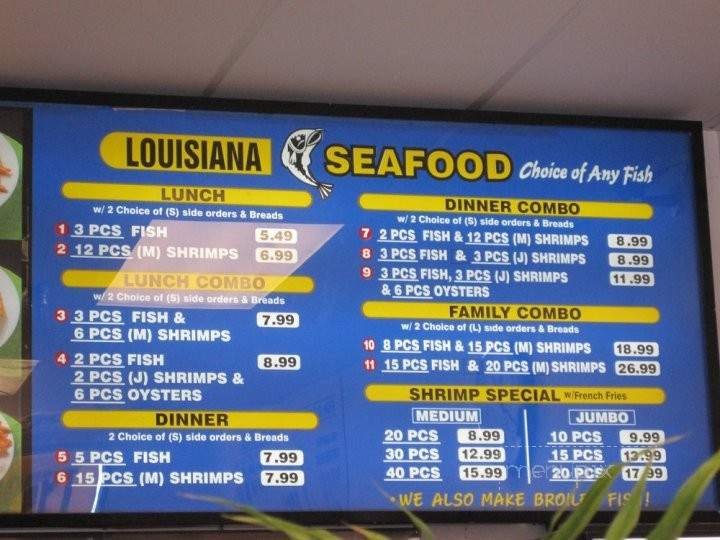 LOUISIANA SEAFOOD Choice of Any Fish
LUNCH
w/ 2 Choice of (S) side orders & Breads
1 3 PCS FISH 5.49
2 12 PCS (M) SHRIMPS 6.99
LUNCH COMBO
w/ 2 Choice of (S) side orders & Breads
3 3 PCS FISH & 7.99
6 PCS (M) SHRIMPS
4 2 PCS FISH 8.99
2 PCS (J) SHRIMPS &
6 PCS OYSTERS
DINNER
2 Choice of (S) side orders & Breads
5 5 PCS FISH 7.99
6 15 PCS (M) SHRIMPS 7.99
DINNER COMBO
w/ 2 Choice of (S) side orders & Breads
7 2 PCS FISH & 12 PCS (M) SHRIMPS 8.99
8 3 PCS FISH & 3 PCS (J) SHRIMPS 8.99
9 3 PCS FISH, 3 PCS (J) SHRIMPS 11.99
& 6 PCS OYSTERS
FAMILY COMBO
w/ 2 Choice of (L) side orders & Breads
10 8 PCS FISH & 15 PCS (M) SHRIMPS 18.99
11 15 PCS FISH & 20 PCS (M) SHRIMPS 26.99
SHRIMP SPECIAL w/French Fries
MEDIUM JUMBO
20 PCS 8.99 10 PCS 9.99
30 PCS 12.99 15 PCS 13.99
40 PCS 15.99 20 PCS 17.99
• WE ALSO MAKE BROILED FISH!